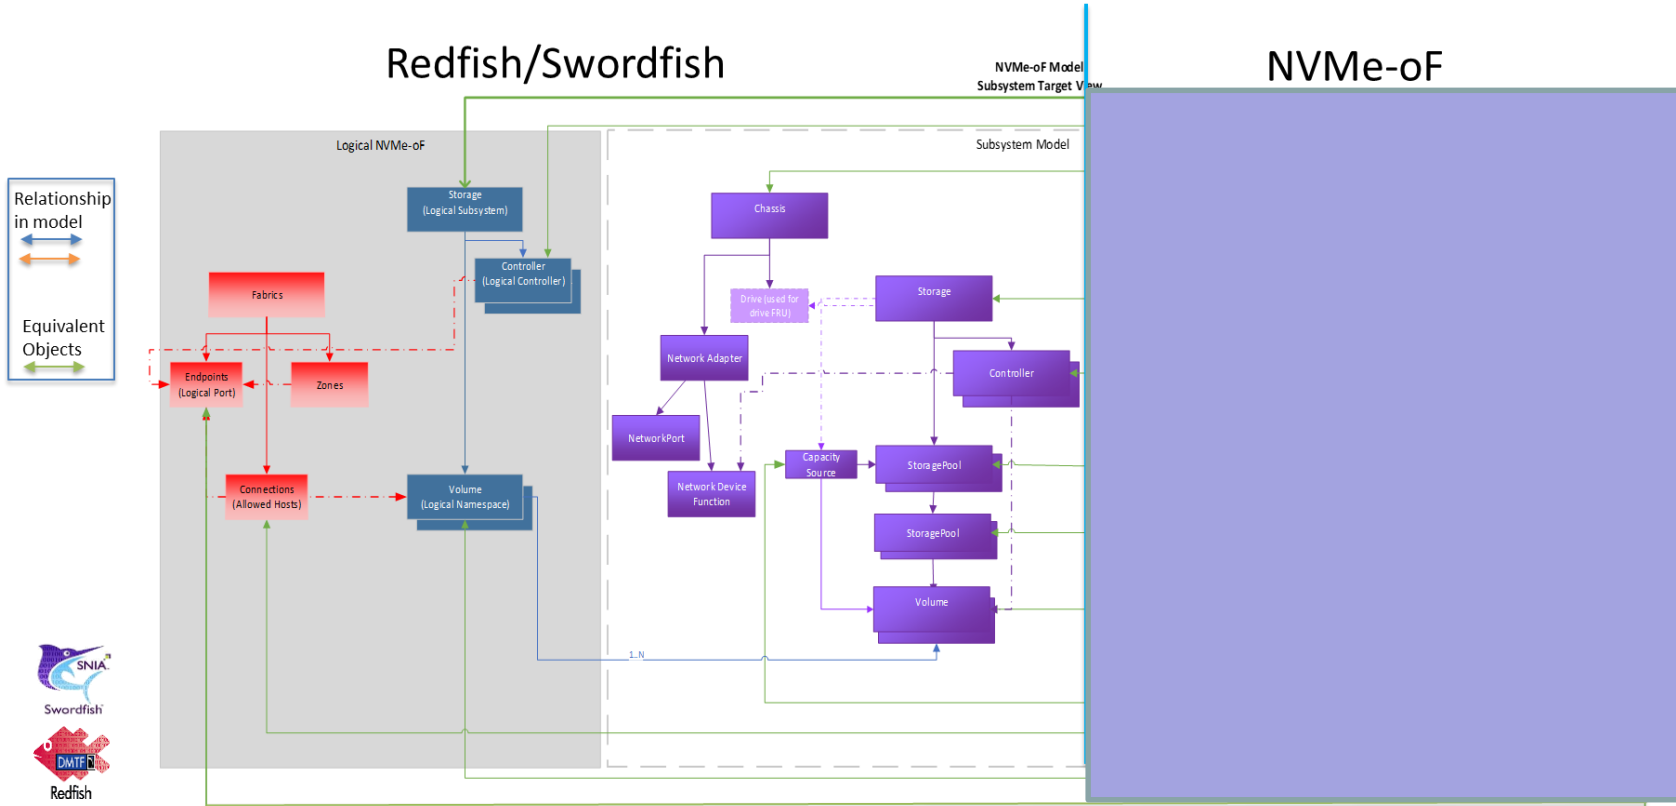 Redfish/Swordfish
NVMe-oF
NVMe-oF Model
Subsystem Target View
Logical NVMe-oF
Subsystem Model
Relationship
in model
Equivalent
Objects
Storage
(Logical Subsystem)
Controller
(Logical Controller)
Fabrics
Endpoints
(Logical Port)
Zones
Connections
(Allowed Hosts)
Volume
(Logical Namespace)
Chassis
Drive (used for
drive FRU)
Storage
Network Adapter
Controller
NetworkPort
Capacity
Source
StoragePool
Network Device
Function
StoragePool
Volume
1..N
SNIA
Swordfish
DMTF
Redfish